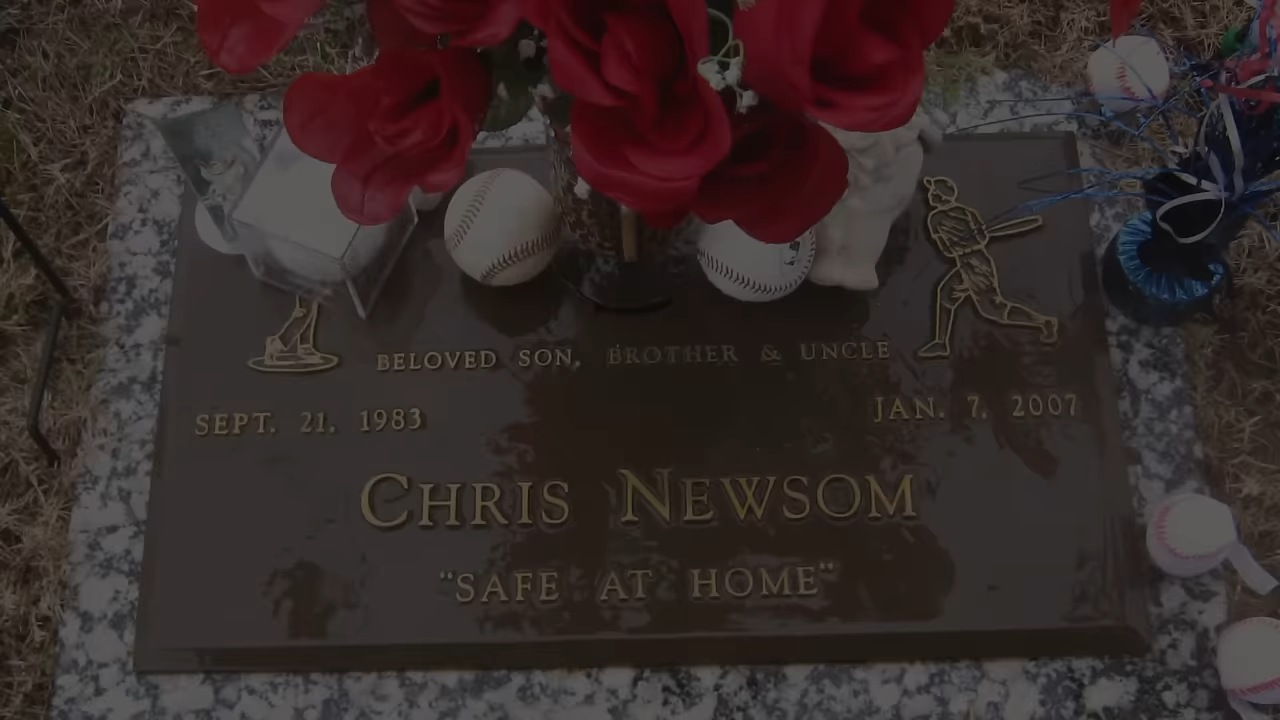 BELOVED SON, BROTHER & UNCLE
SEPT. 21, 1983
JAN. 7, 2007
CHRIS NEWSOM
"SAFE AT HOME"